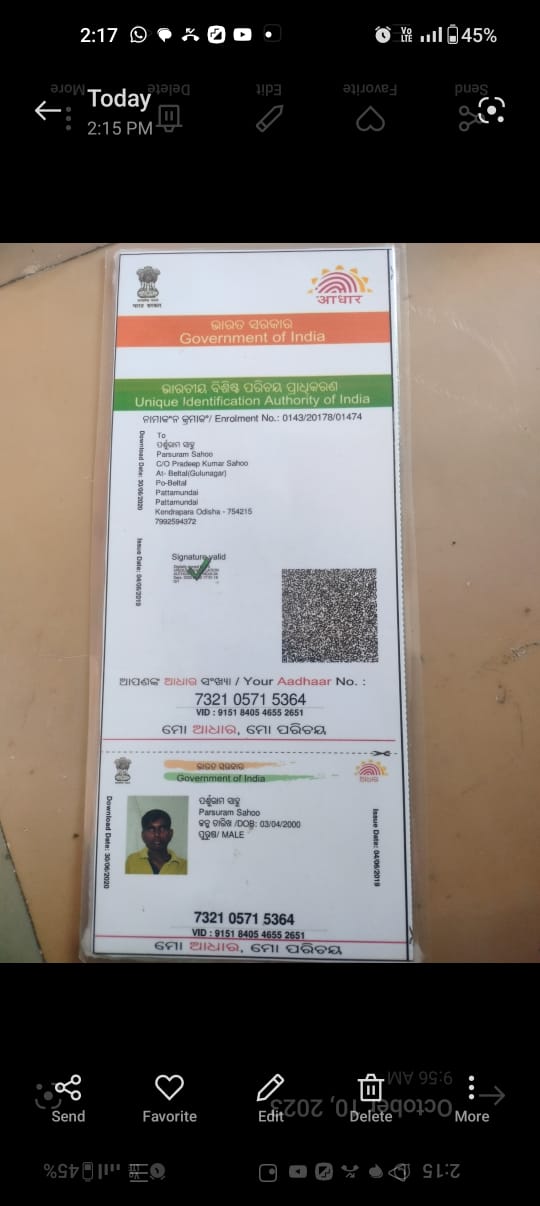 2:17
Vo LTE
45%
More Delete Edit Favorite Send
Today
2:15 PM
भारत सरकार
आधार
ଭାରତ ସରକାର
Government of India
ଭାରତୀୟ ବିଶିଷ୍ଟ ପରିଚୟ ପ୍ରାଧିକରଣ
Unique Identification Authority of India
ନାମାକଂନ କ୍ରମାକଂ/ Enrolment No.: 0143/20178/01474
Download Date: 30/06/2020
To
ପର୍ଶୁରାମ ସାହୁ
Parsuram Sahoo
C/O Pradeep Kumar Sahoo
At- Beltal(Gulunagar)
Po-Beltal
Pattamundai
Pattamundai
Kendrapara Odisha - 754215
7992594372
Issue Date: 04/06/2019
Signature valid
ଆପଣଙ୍କ ଆଧାର ସଂଖ୍ୟା / Your Aadhaar No. :
7321 0571 5364
VID : 9151 8405 4655 2651
ମୋ ଆଧାର, ମୋ ପରିଚୟ
ଭାରତ ସରକାର
Government of India
ଆଧାର
Download Date: 30/06/2020
ପର୍ଶୁରାମ ସାହୁ
Parsuram Sahoo
ଜନ୍ମ ତାରିଖ /DOB: 03/04/2000
ପୁରୁଷ/ MALE
Issue Date: 04/06/2019
7321 0571 5364
VID : 9151 8405 4655 2651
ମୋ ଆଧାର, ମୋ ପରିଚୟ
9:56 AM
October 10, 2023
Send Favorite Edit Delete More
2:15
45%